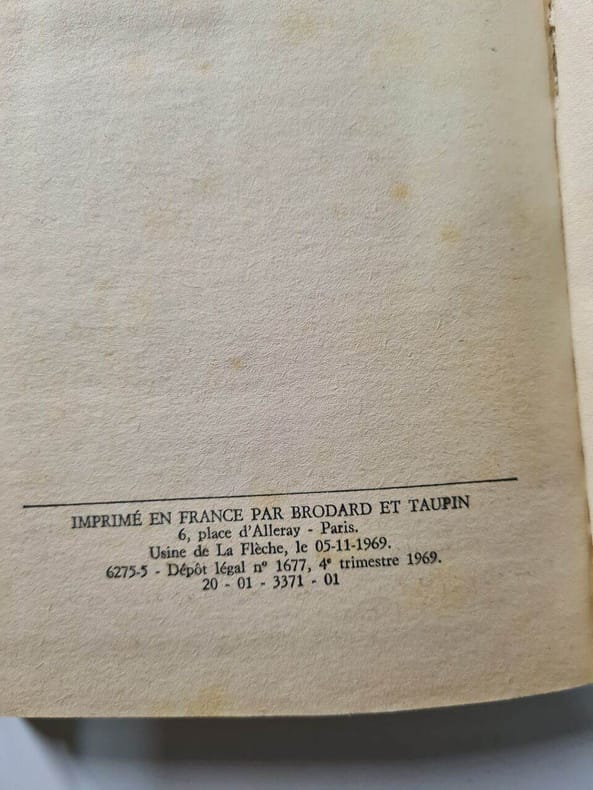 IMPRIMÉ EN FRANCE PAR BRODARD ET TAUPIN
6, place d'Alleray - Paris.
Usine de La Flèche, le 05-11-1969.
6275-5 - Dépôt légal nº 1677, 4e trimestre 1969.
20 - 01 - 3371 - 01